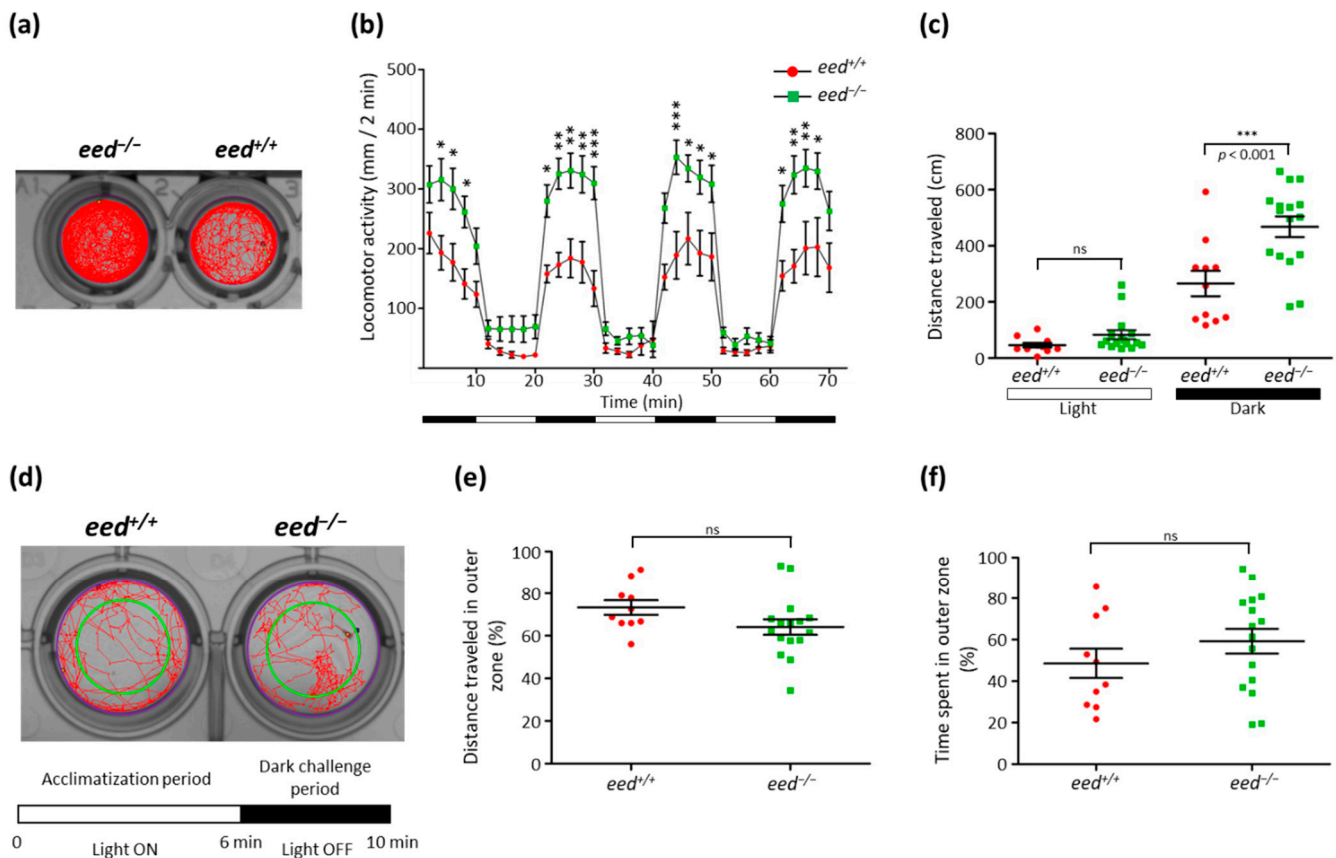 (a)
eed−/−
eed+/+
A1
2
3
(b)
Locomotor activity (mm / 2 min)
500
400
300
200
100
eed+/+
eed−/−
*
*
*
*
**
**
**
***
***
*
*
*
*
**
**
*
10
20
30
40
50
60
70
Time (min)
(c)
Distance traveled (cm)
800
600
400
200
0
ns
***
p < 0.001
eed+/+
eed−/−
eed+/+
eed−/−
Light
Dark
(d)
eed+/+
eed−/−
Acclimatization period
Dark challenge
period
0
6 min
10 min
Light ON
Light OFF
(e)
Distance traveled in outer
zone (%)
100
80
60
40
20
0
ns
eed+/+
eed−/−
(f)
Time spent in outer zone
(%)
100
80
60
40
20
0
ns
eed+/+
eed−/−